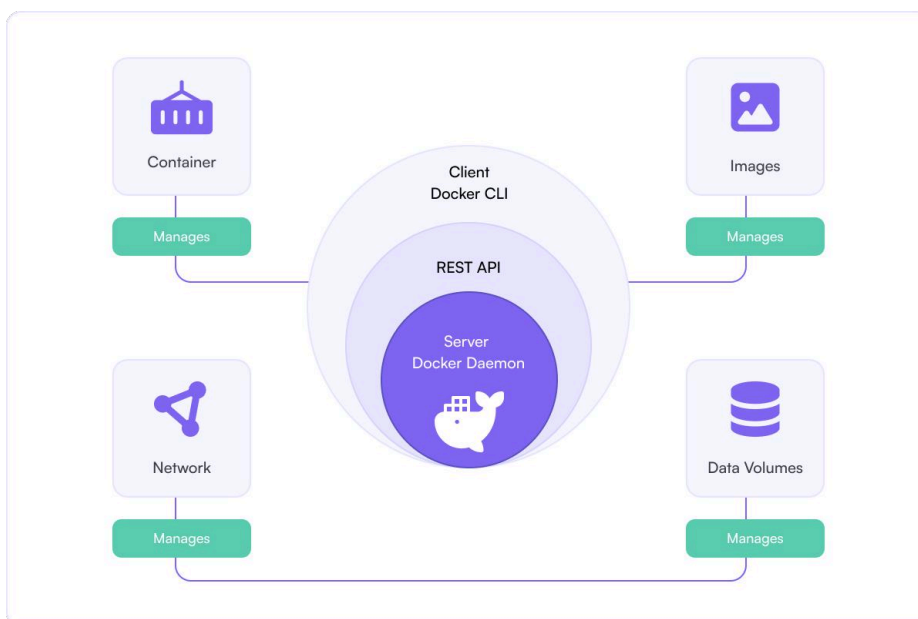 Container
Manages
Client
Docker CLI
REST API
Server
Docker Daemon
Images
Manages
Network
Manages
Data Volumes
Manages